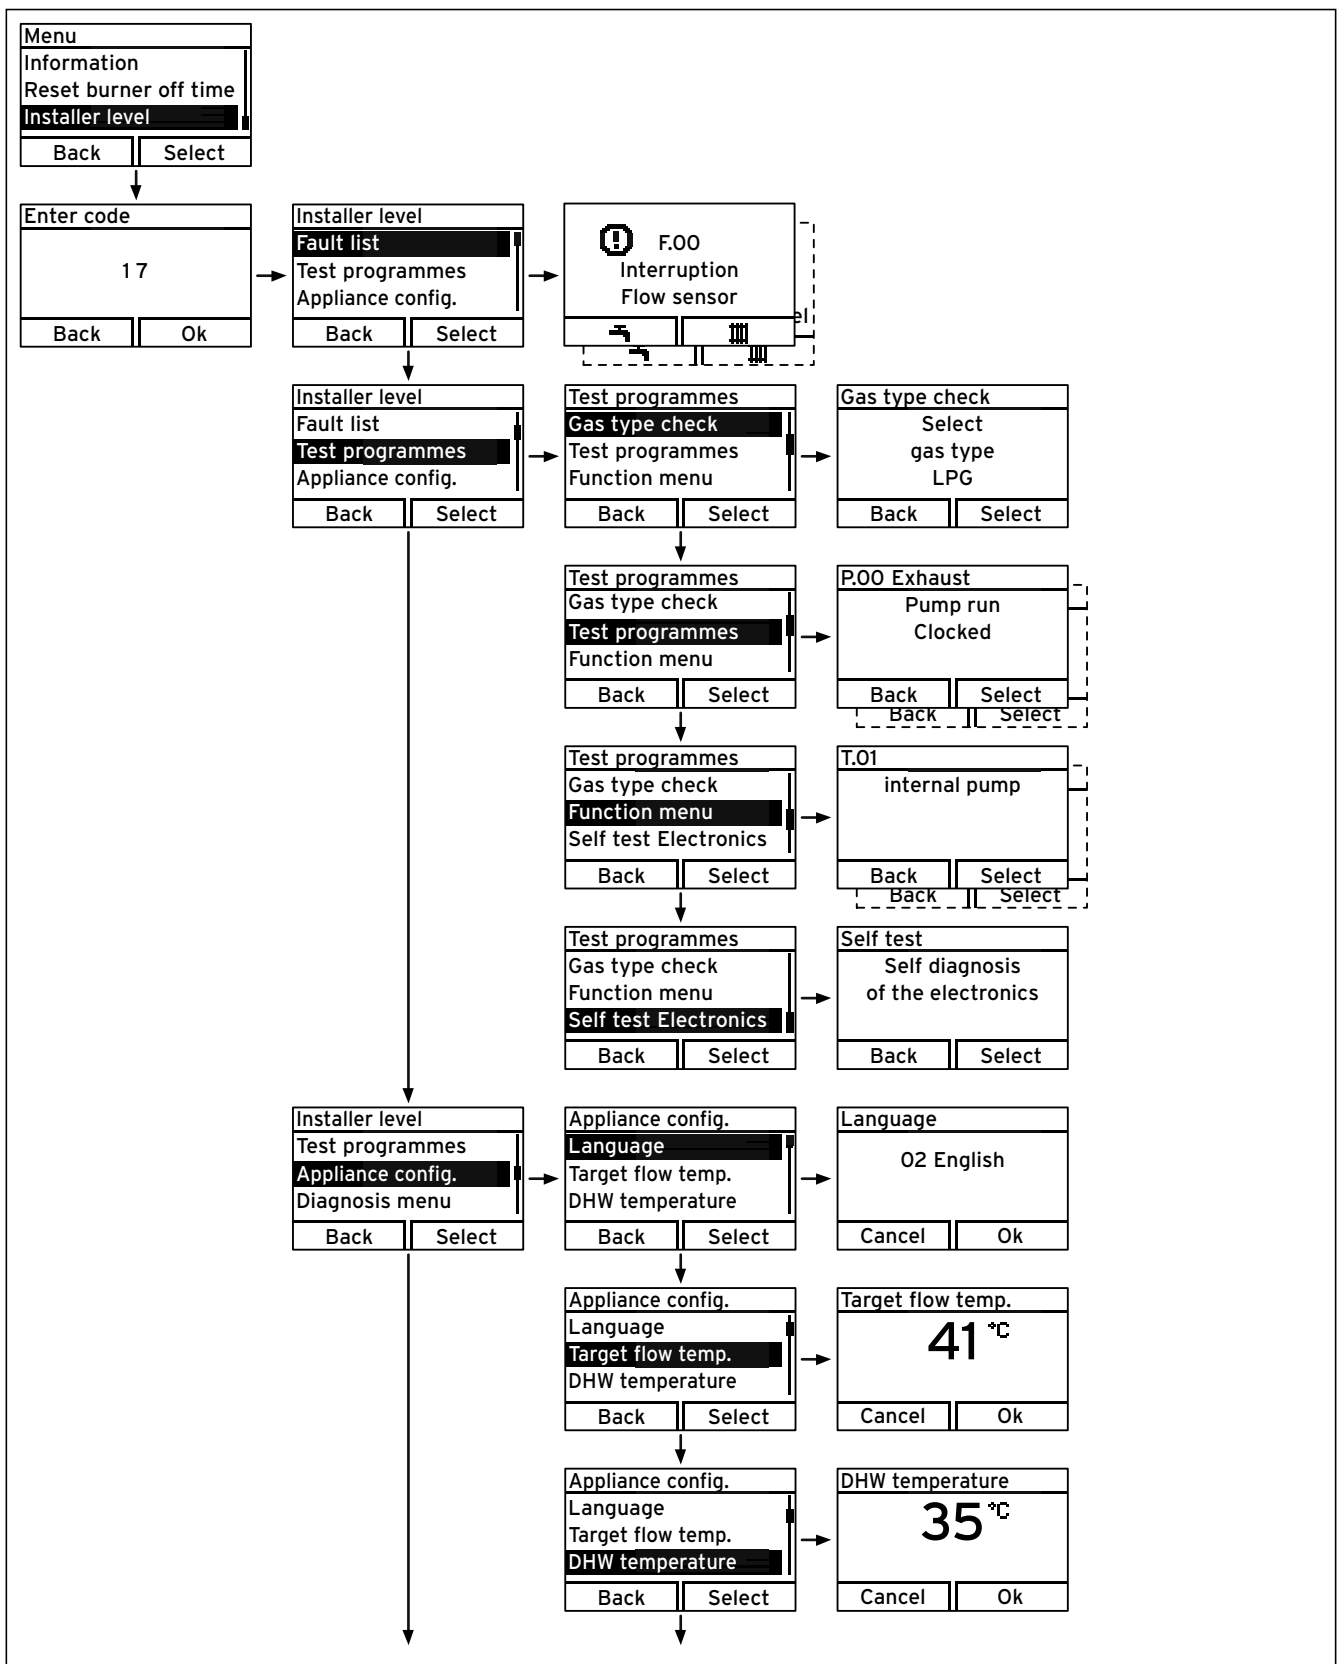 Menu
Information
Reset burner off time
Installer level
Back Select
Enter code
17
Back Ok
Installer level
Fault list
Test programmes
Appliance config.
Back Select
F.00
Interruption
Flow sensor
el
Installer level
Fault list
Test programmes
Appliance config.
Back Select
Test programmes
Gas type check
Test programmes
Function menu
Back Select
Gas type check
Select
gas type
LPG
Back Select
Test programmes
Gas type check
Test programmes
Function menu
Back Select
P.00 Exhaust
Pump run
Clocked
Back Select
Back Select
Test programmes
Gas type check
Function menu
Self test Electronics
Back Select
T.01
internal pump
Back Select
Back Select
Test programmes
Gas type check
Function menu
Self test Electronics
Back Select
Self test
Self diagnosis
of the electronics
Back Select
Installer level
Test programmes
Appliance config.
Diagnosis menu
Back Select
Appliance config.
Language
Target flow temp.
DHW temperature
Back Select
Language
02 English
Cancel Ok
Appliance config.
Language
Target flow temp.
DHW temperature
Back Select
Target flow temp.
41 °C
Cancel Ok
Appliance config.
Language
Target flow temp.
DHW temperature
Back Select
DHW temperature
35 °C
Cancel Ok